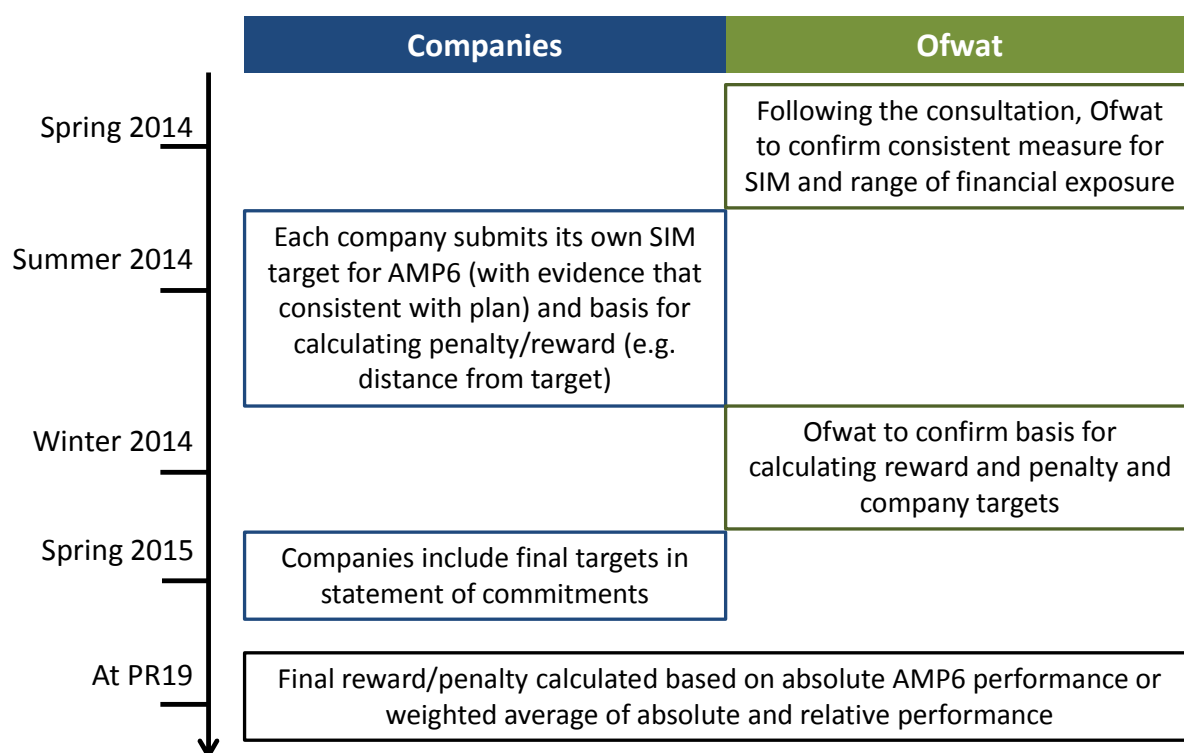 Companies
Ofwat
Spring 2014
Following the consultation, Ofwat
to confirm consistent measure for
SIM and range of financial exposure
Summer 2014
Each company submits its own SIM
target for AMP6 (with evidence that
consistent with plan) and basis for
calculating penalty/reward (e.g.
distance from target)
Winter 2014
Ofwat to confirm basis for
calculating reward and penalty and
company targets
Spring 2015
Companies include final targets in
statement of commitments
At PR19
Final reward/penalty calculated based on absolute AMP6 performance or
weighted average of absolute and relative performance